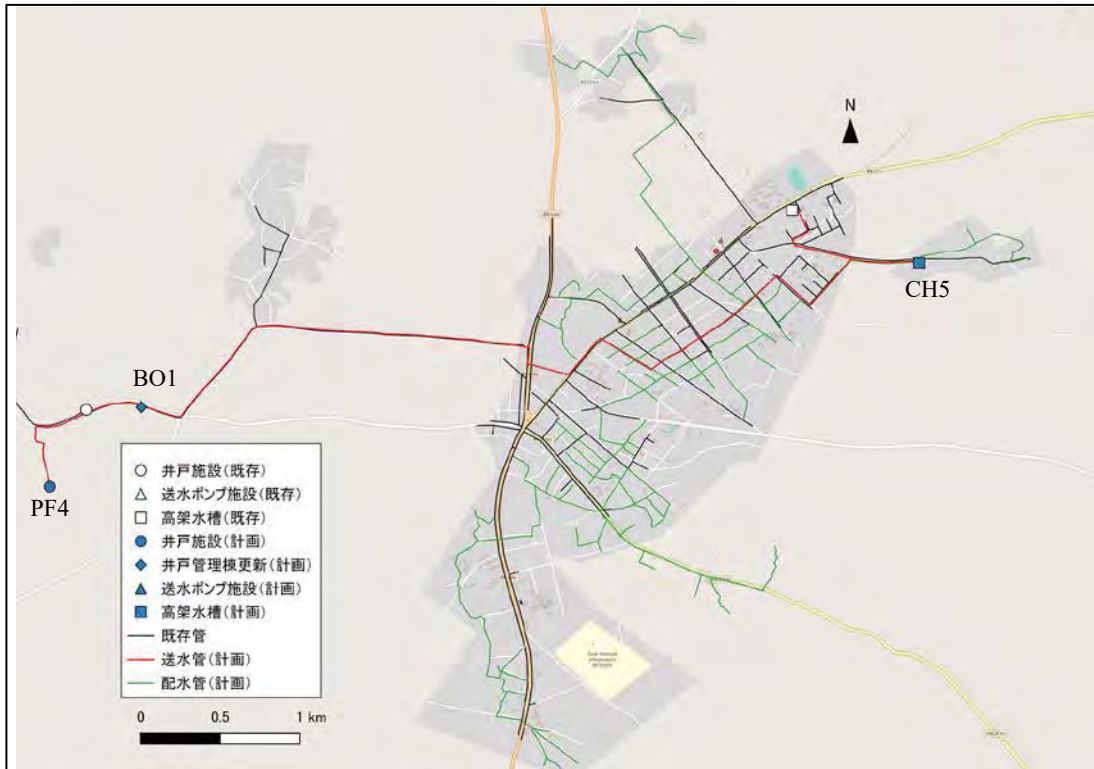 N
CH5
BO1
PF4
井戸施設(既存)
送水ポンプ施設(既存)
高架水槽(既存)
井戸施設(計画)
井戸管理棟更新(計画)
送水ポンプ施設(計画)
高架水槽(計画)
既存管
送水管(計画)
配水管(計画)
0 0.5 1 km